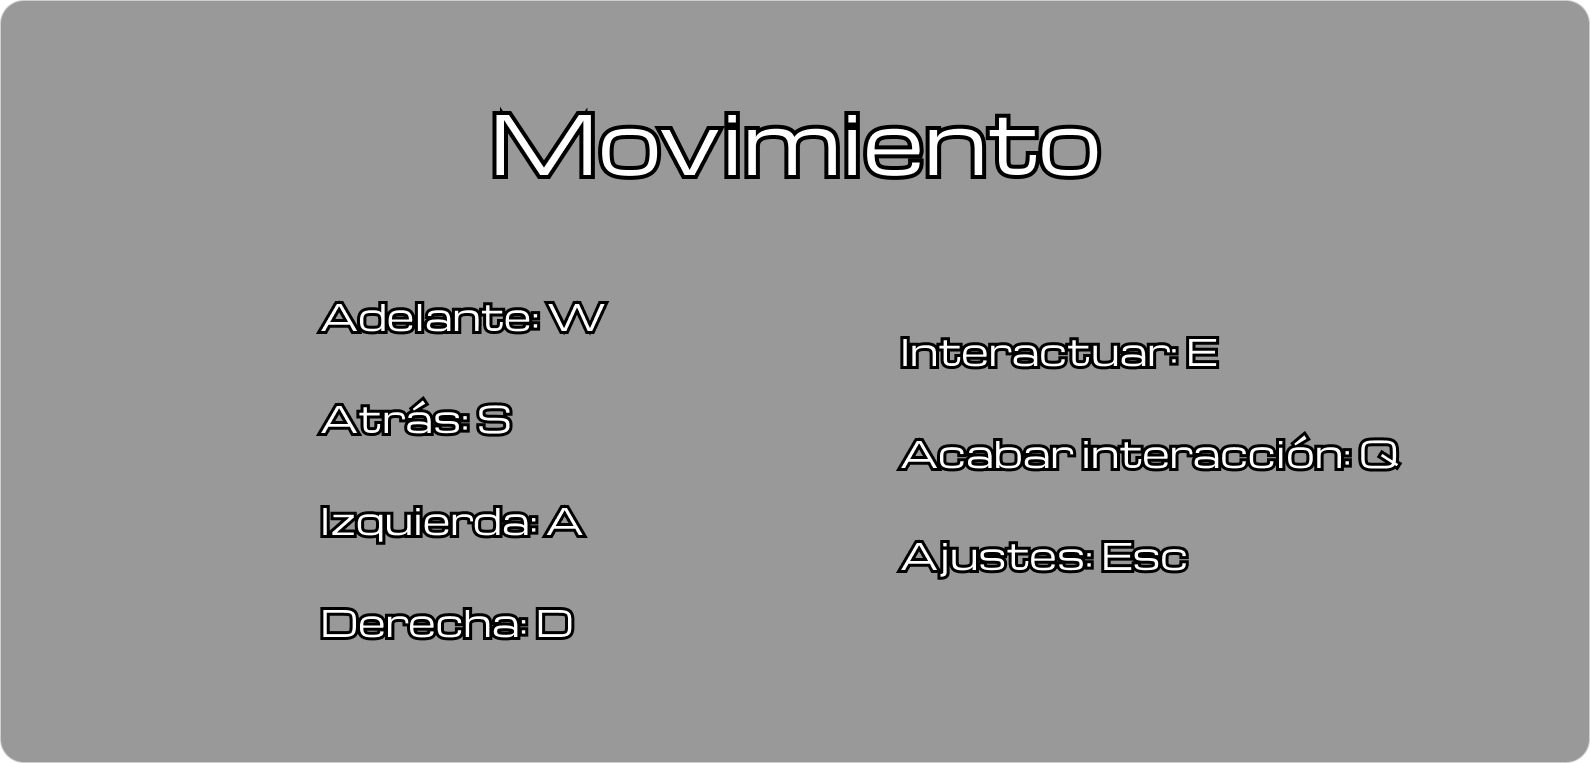 Movimiento
Adelante: W
Atrás: S
Izquierda: A
Derecha: D
Interactuar: E
Acabar interacción: Q
Ajustes: Esc